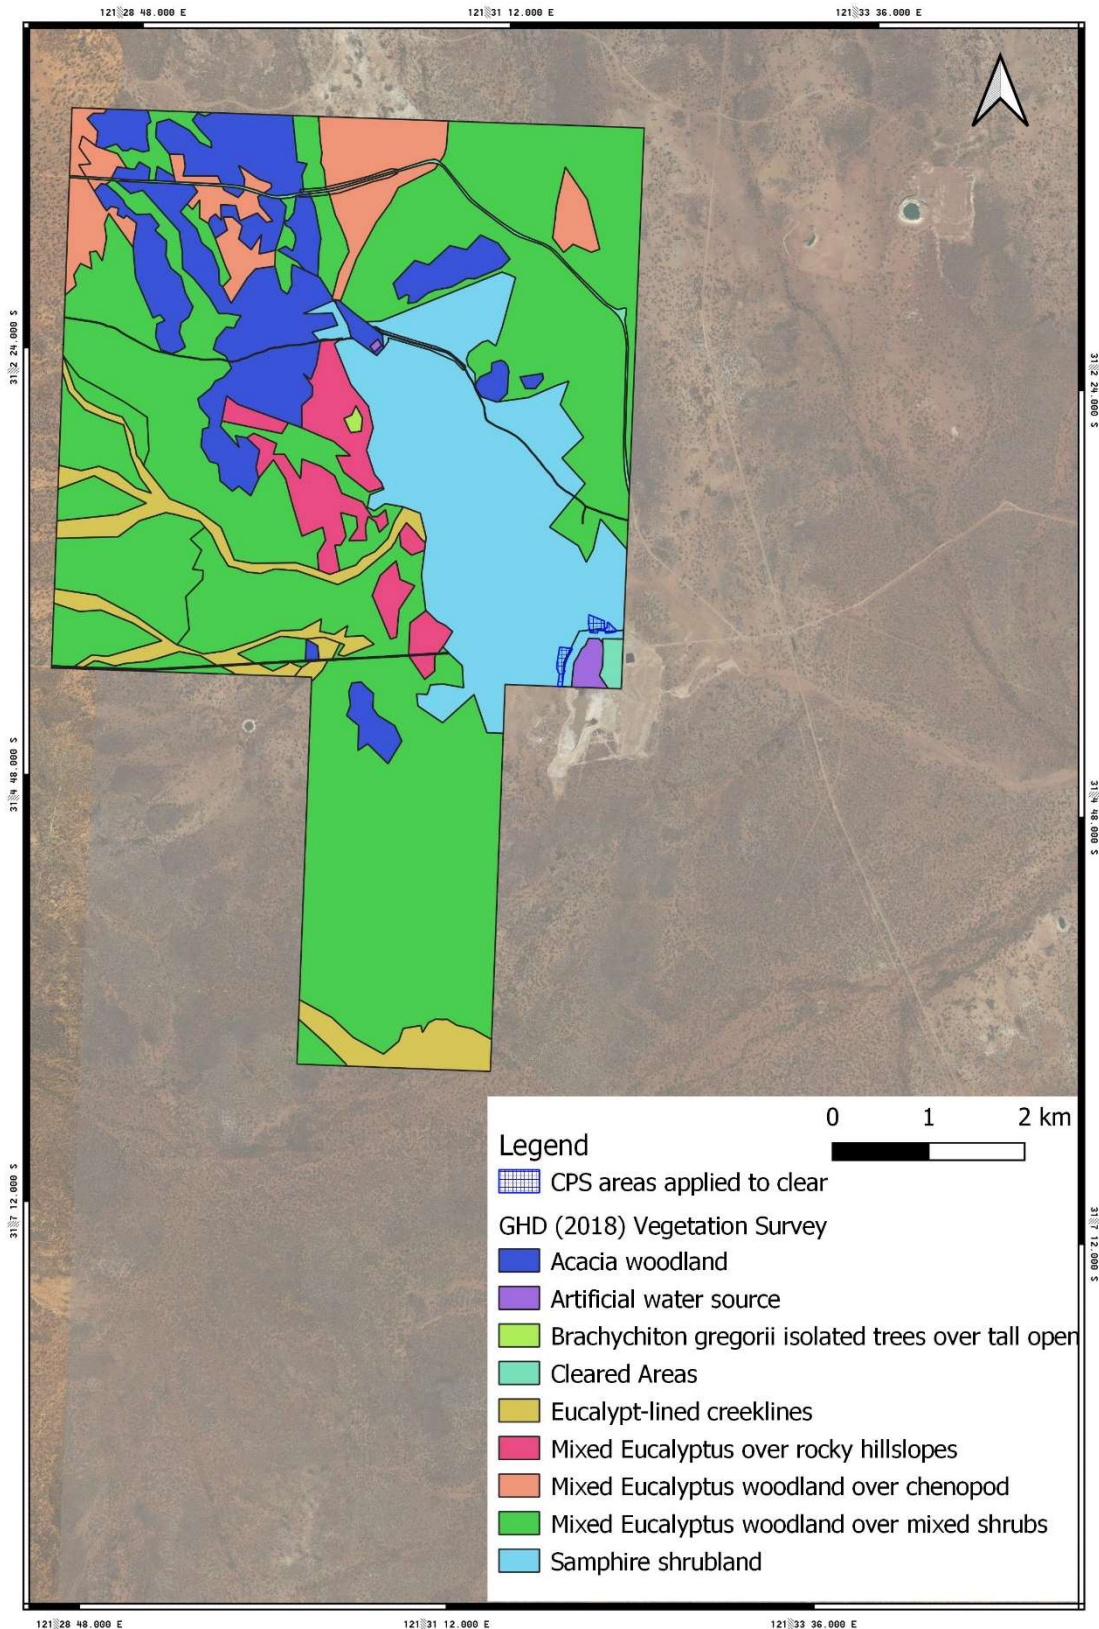 121▒28 48.000 E
121▒31 12.000 E
121▒33 36.000 E
31▒2 24.000 S
31▒2 24.000 S
31▒4 48.000 S
31▒4 48.000 S
31▒7 12.000 S
31▒7 12.000 S
0 1 2 km
Legend
CPS areas applied to clear
GHD (2018) Vegetation Survey
Acacia woodland
Artificial water source
Brachychiton gregorii isolated trees over tall open
Cleared Areas
Eucalypt-lined creeklines
Mixed Eucalyptus over rocky hillslopes
Mixed Eucalyptus woodland over chenopod
Mixed Eucalyptus woodland over mixed shrubs
Samphire shrubland
121▒28 48.000 E
121▒31 12.000 E
121▒33 36.000 E